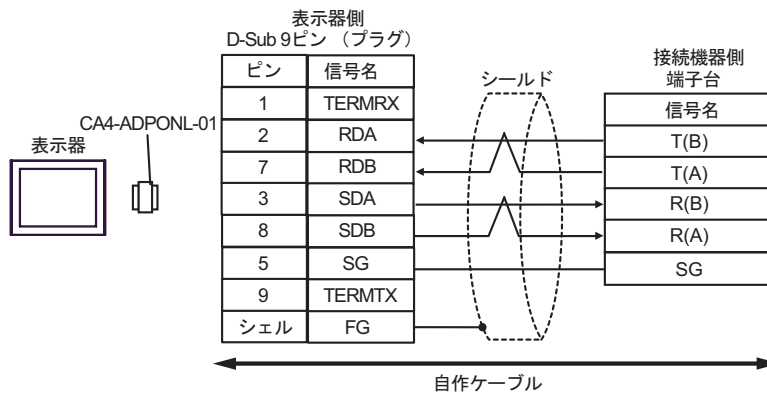 表示器側
D-Sub 9ピン （プラグ）
ピン 信号名
1 TERMRX
2 RDA
7 RDB
3 SDA
8 SDB
5 SG
9 TERMTX
シェル FG
CA4-ADPONL-01
表示器
シールド
接続機器側
端子台
信号名
T(B)
T(A)
R(B)
R(A)
SG
自作ケーブル